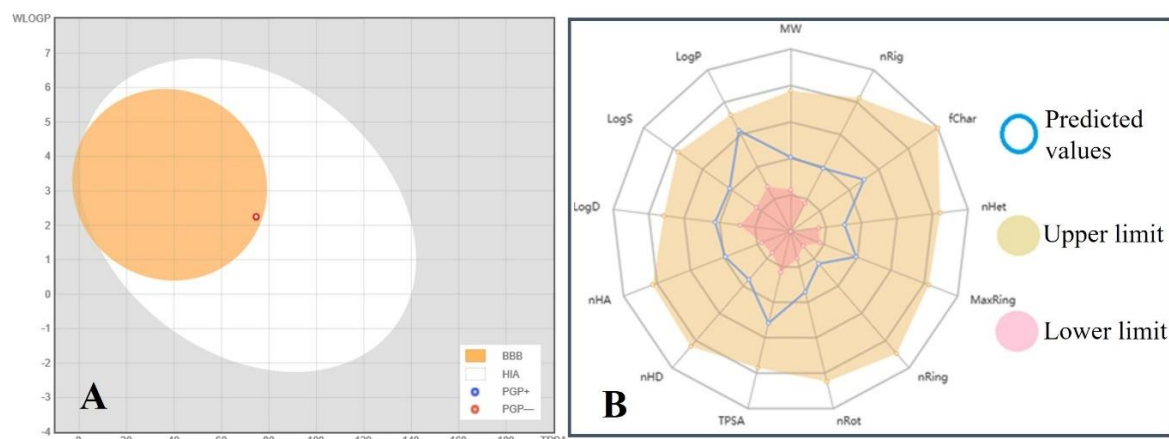 WLOGP
7
6
5
4
3
2
1
0
-1
-2
-3
-4
0
20
40
60
80
100
120
140
160
180
TPSA
BBB
HIA
PGP+
PGP—
A
MW
nRig
fChar
nHet
MaxRing
nRing
nRot
TPSA
nHD
nHA
LogD
LogS
LogP
Predicted
values
Upper limit
Lower limit
B